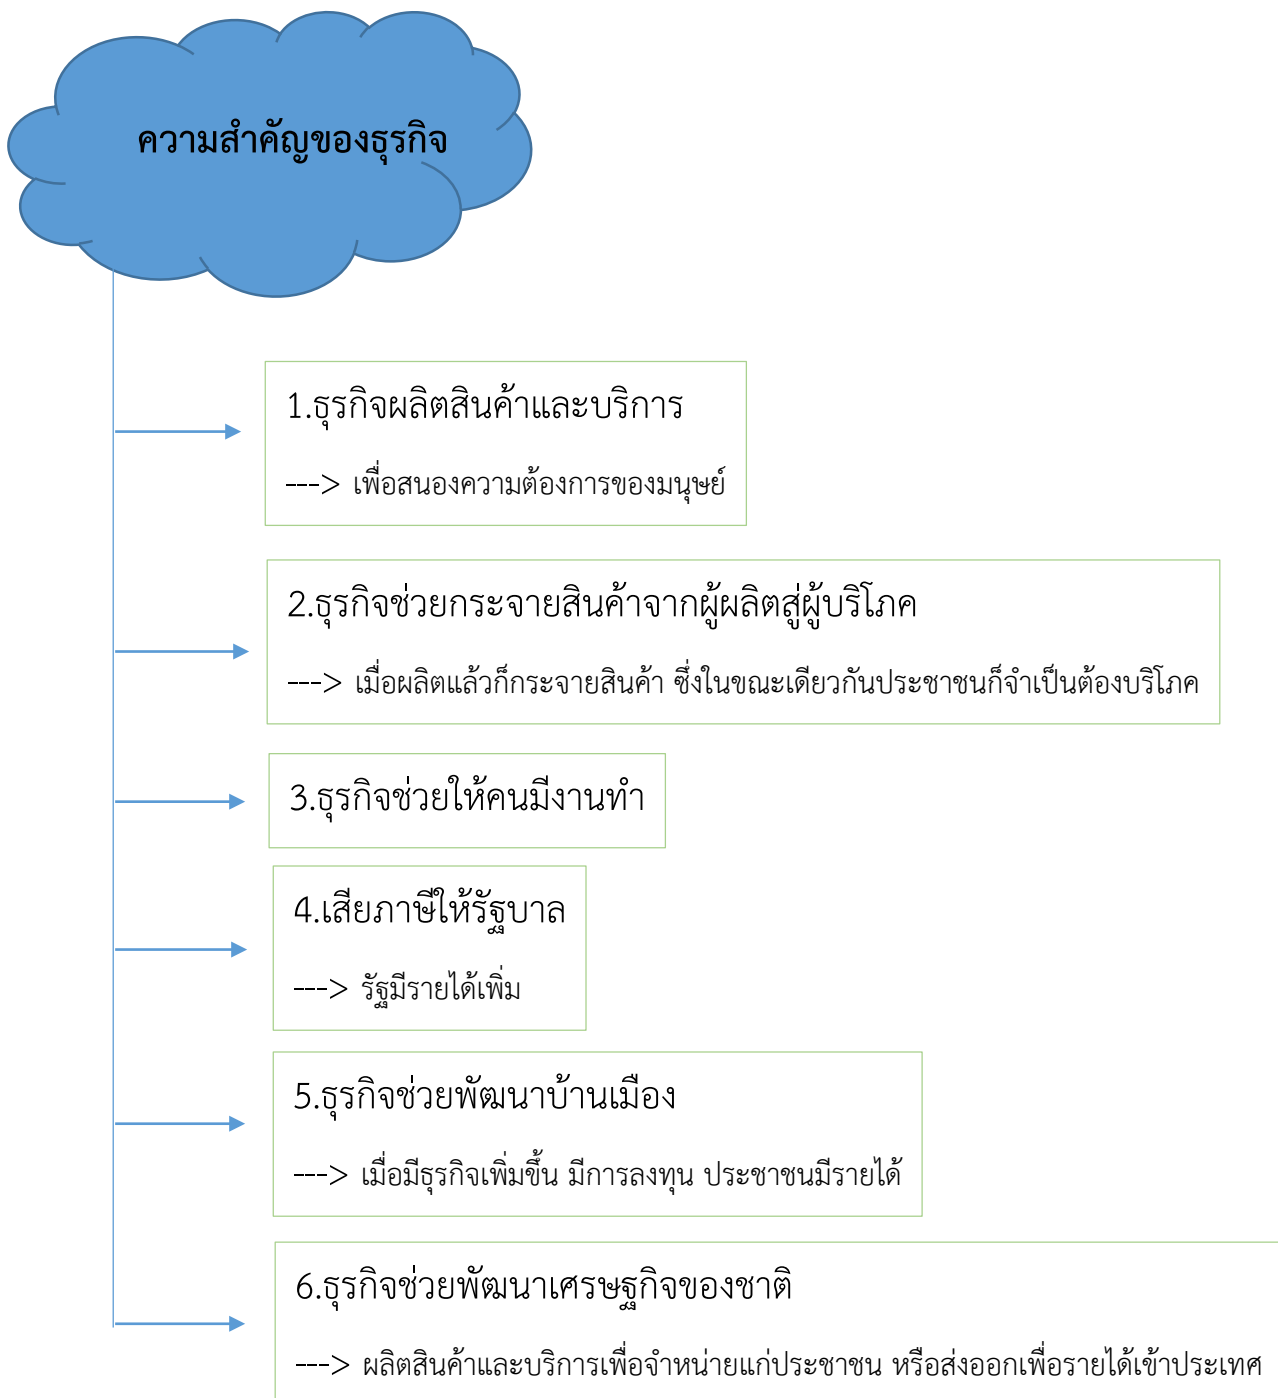 ความสำคัญของธุรกิจ
1.ธุรกิจผลิตสินค้าและบริการ
---> เพื่อสนองความต้องการของมนุษย์
2.ธุรกิจช่วยกระจายสินค้าจากผู้ผลิตสู่ผู้บริโภค
---> เมื่อผลิตแล้วก็กระจายสินค้า ซึ่งในขณะเดียวกันประชาชนก็จำเป็นต้องบริโภค
3.ธุรกิจช่วยให้คนมีงานทำ
4.เสียภาษีให้รัฐบาล
---> รัฐมีรายได้เพิ่ม
5.ธุรกิจช่วยพัฒนาบ้านเมือง
---> เมื่อมีธุรกิจเพิ่มขึ้น มีการลงทุน ประชาชนมีรายได้
6.ธุรกิจช่วยพัฒนาเศรษฐกิจของชาติ
---> ผลิตสินค้าและบริการเพื่อจำหน่ายแก่ประชาชน หรือส่งออกเพื่อรายได้เข้าประเทศ